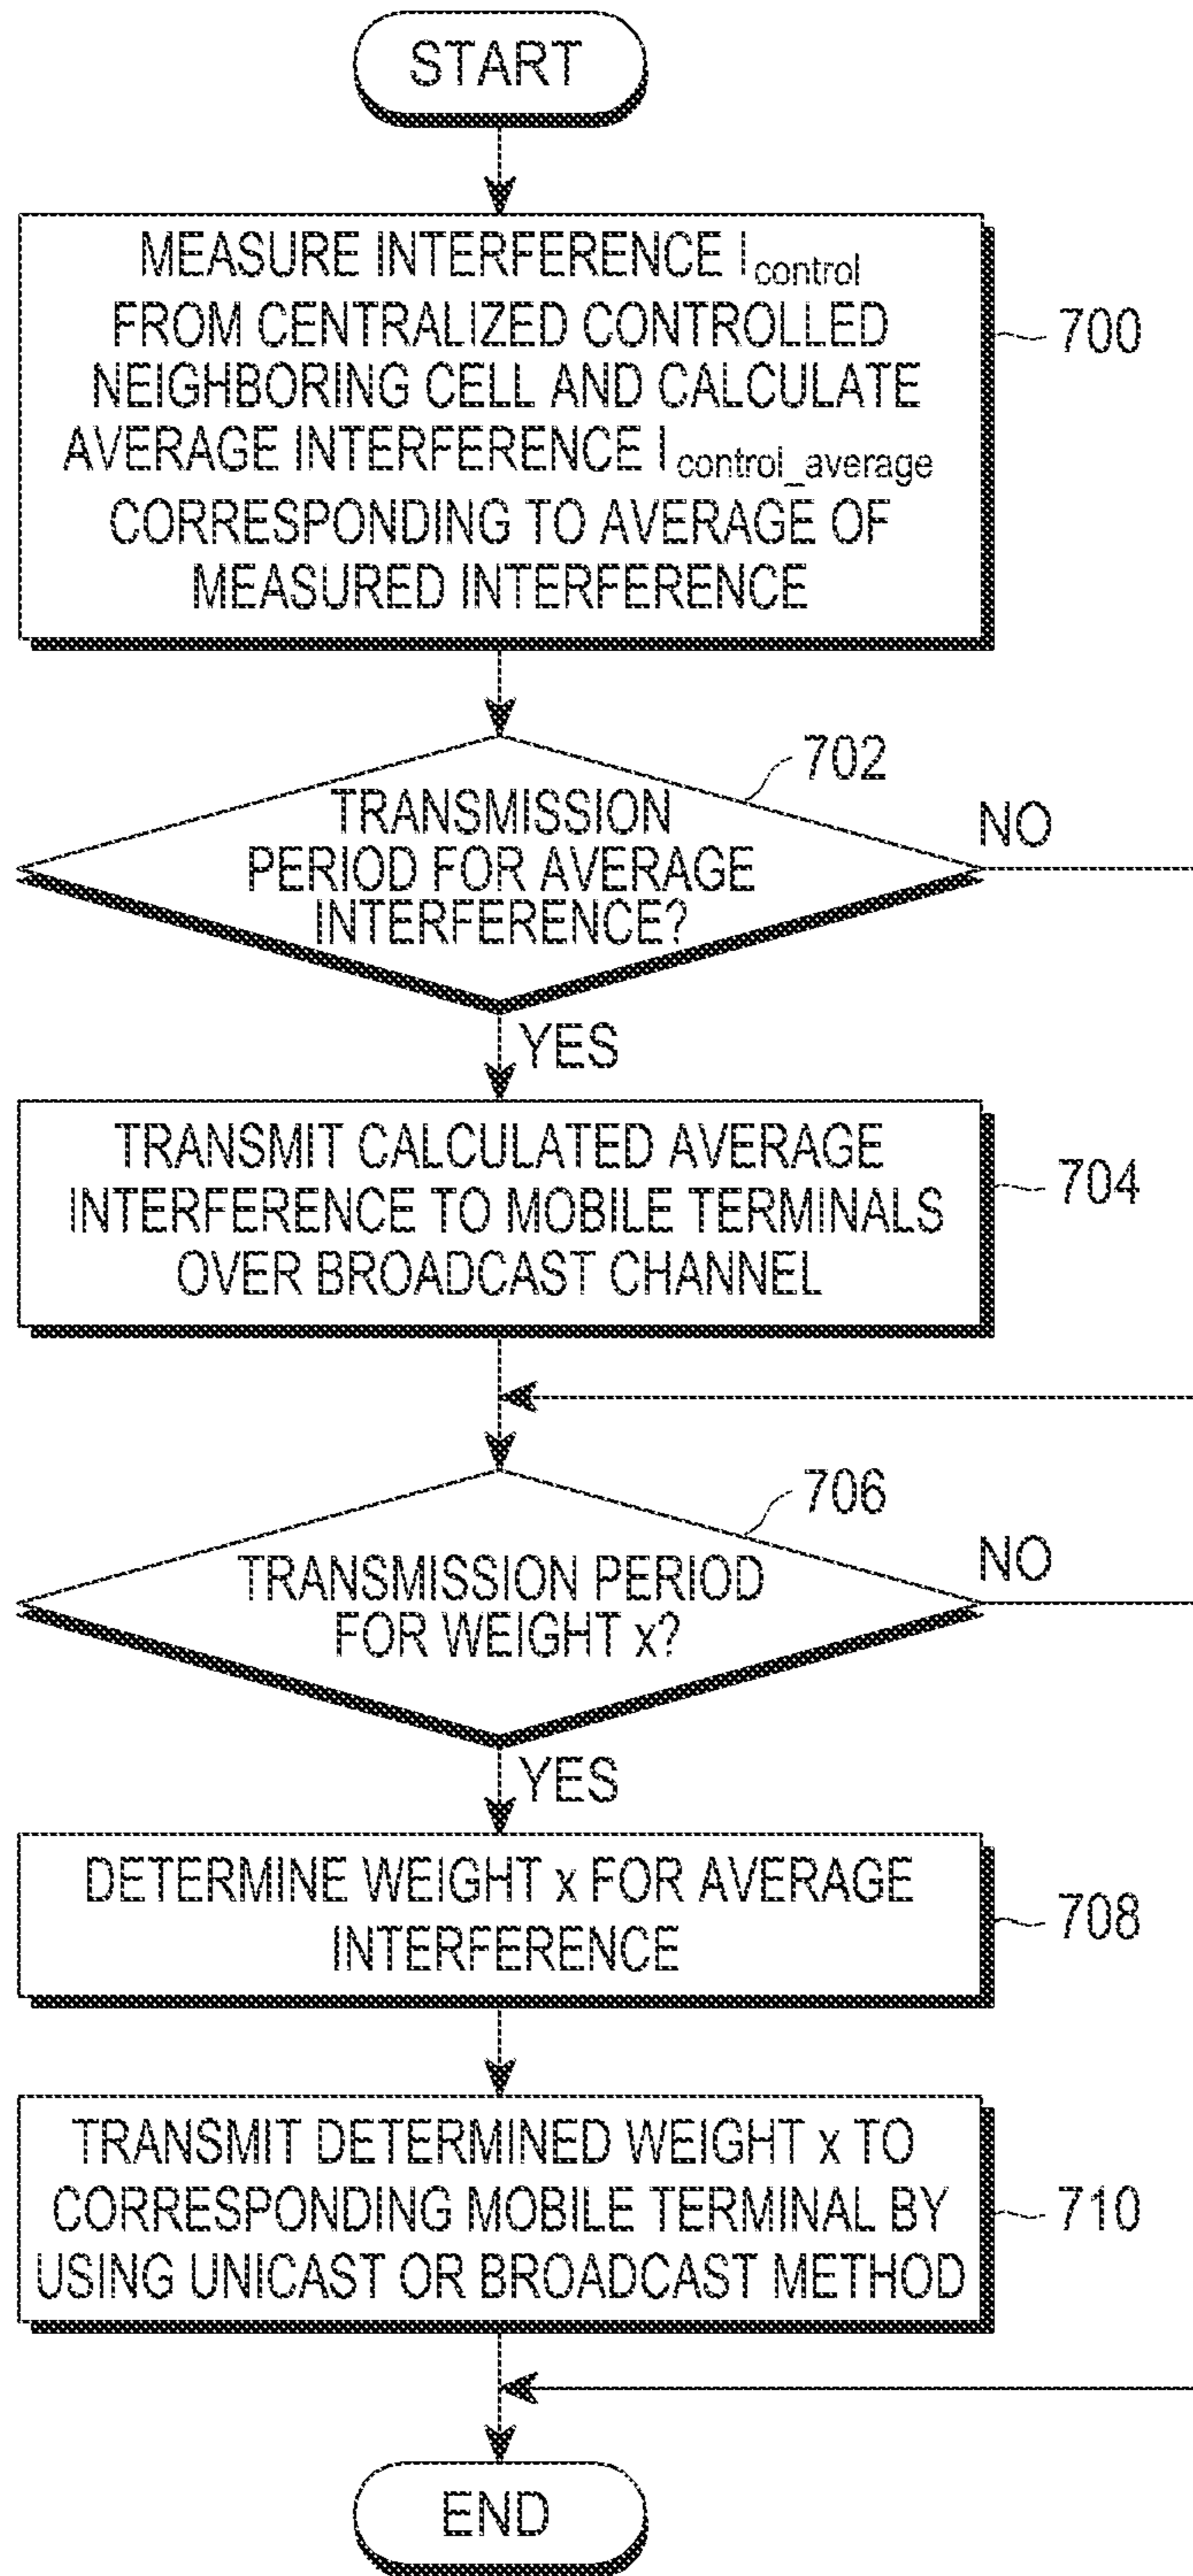 START
MEASURE INTERFERENCE Icontrol
FROM CENTRALIZED CONTROLLED
NEIGHBORING CELL AND CALCULATE
AVERAGE INTERFERENCE Icontrol_average
CORRESPONDING TO AVERAGE OF
MEASURED INTERFERENCE
700
702
TRANSMISSION
PERIOD FOR AVERAGE
INTERFERENCE?
NO
YES
TRANSMIT CALCULATED AVERAGE
INTERFERENCE TO MOBILE TERMINALS
OVER BROADCAST CHANNEL
704
706
TRANSMISSION PERIOD
FOR WEIGHT x?
NO
YES
DETERMINE WEIGHT x FOR AVERAGE
INTERFERENCE
708
TRANSMIT DETERMINED WEIGHT x TO
CORRESPONDING MOBILE TERMINAL BY
USING UNICAST OR BROADCAST METHOD
710
END